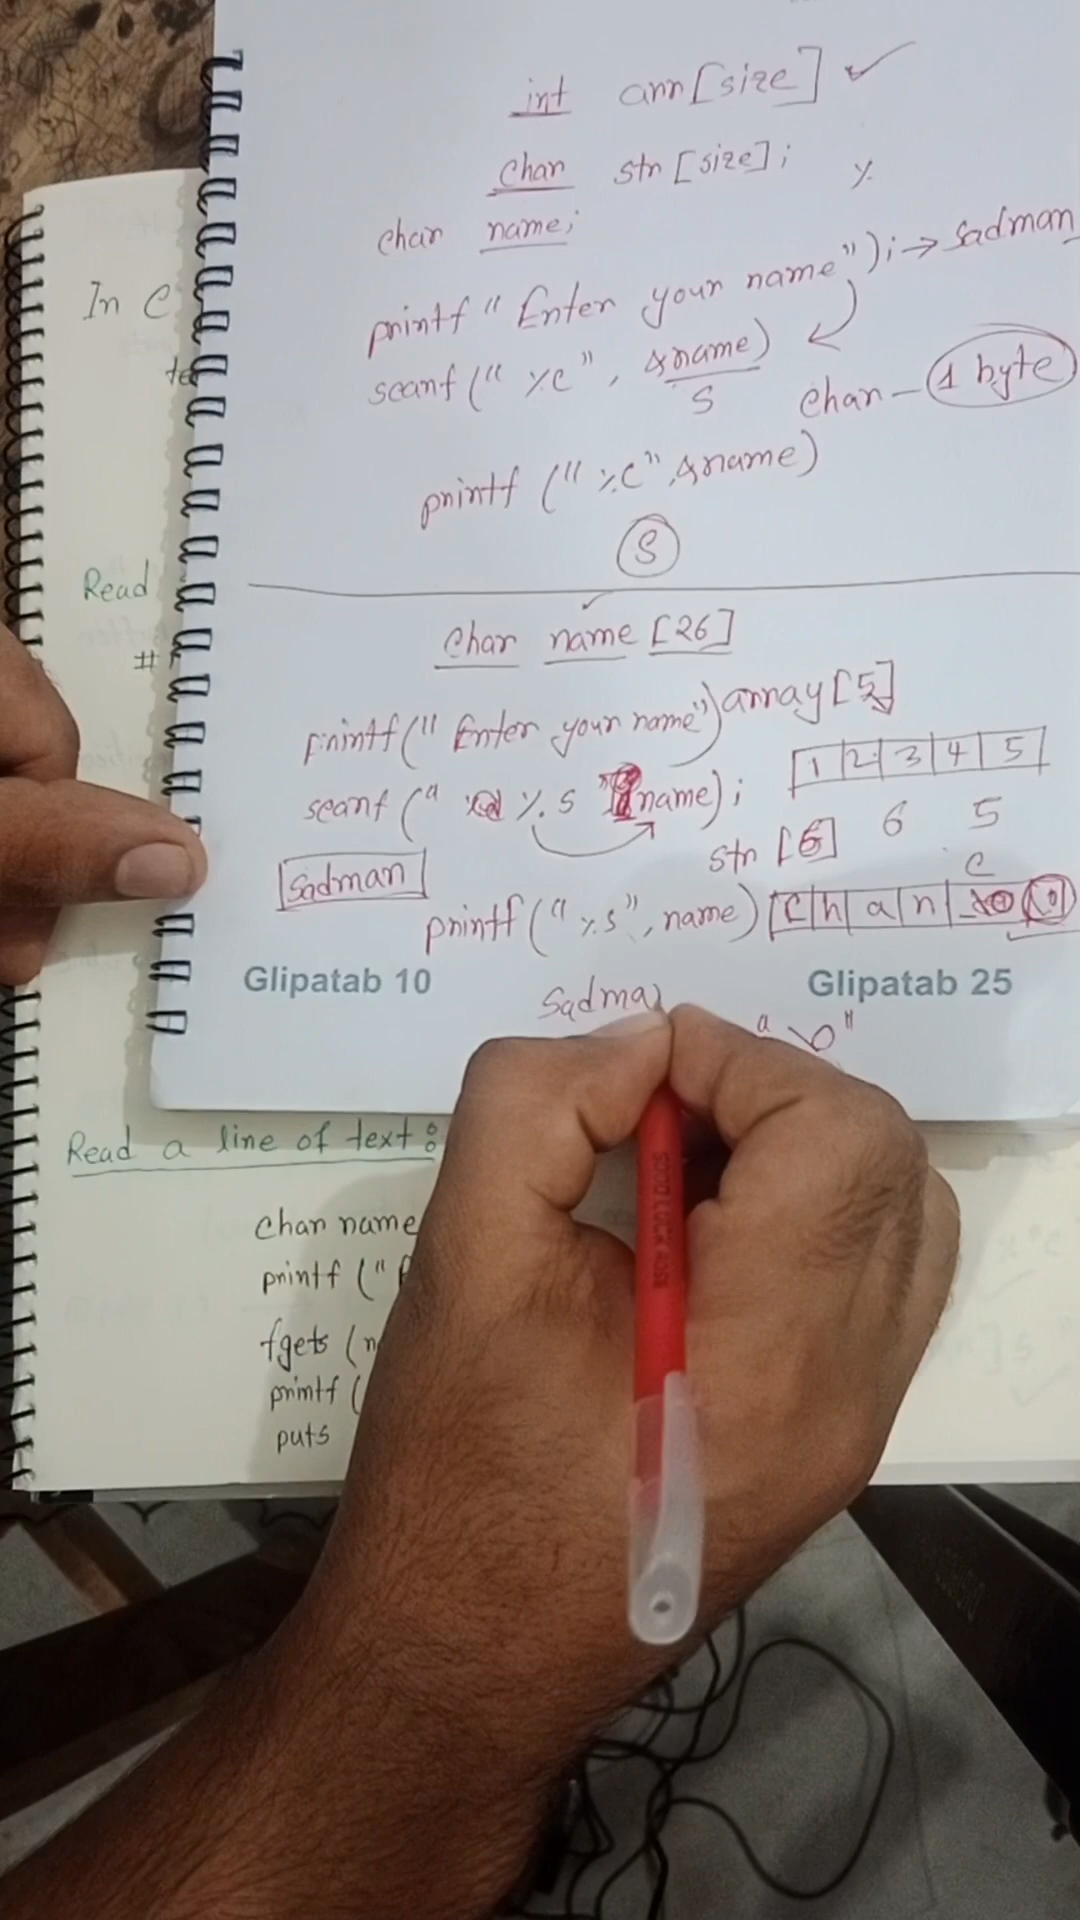 int arr[size] ✓
char str[size];
char name;
printf "Enter your name"); → Sadman
scanf("%c", &name)
S
char - 1 byte
printf("%c", &name)
S
char name [26]
printf("Enter your name")
array[5]
1 2 3 4 5
scanf(" %s " name);
6 5
str [6]
c
Sadman
printf("%s", name)
c h a r
Glipatab 10
Glipatab 25
Sadma
"\0"
In C
Read
#
Read a line of text:
char name
printf ("
fgets (n
printf (
puts
SODO LUCK